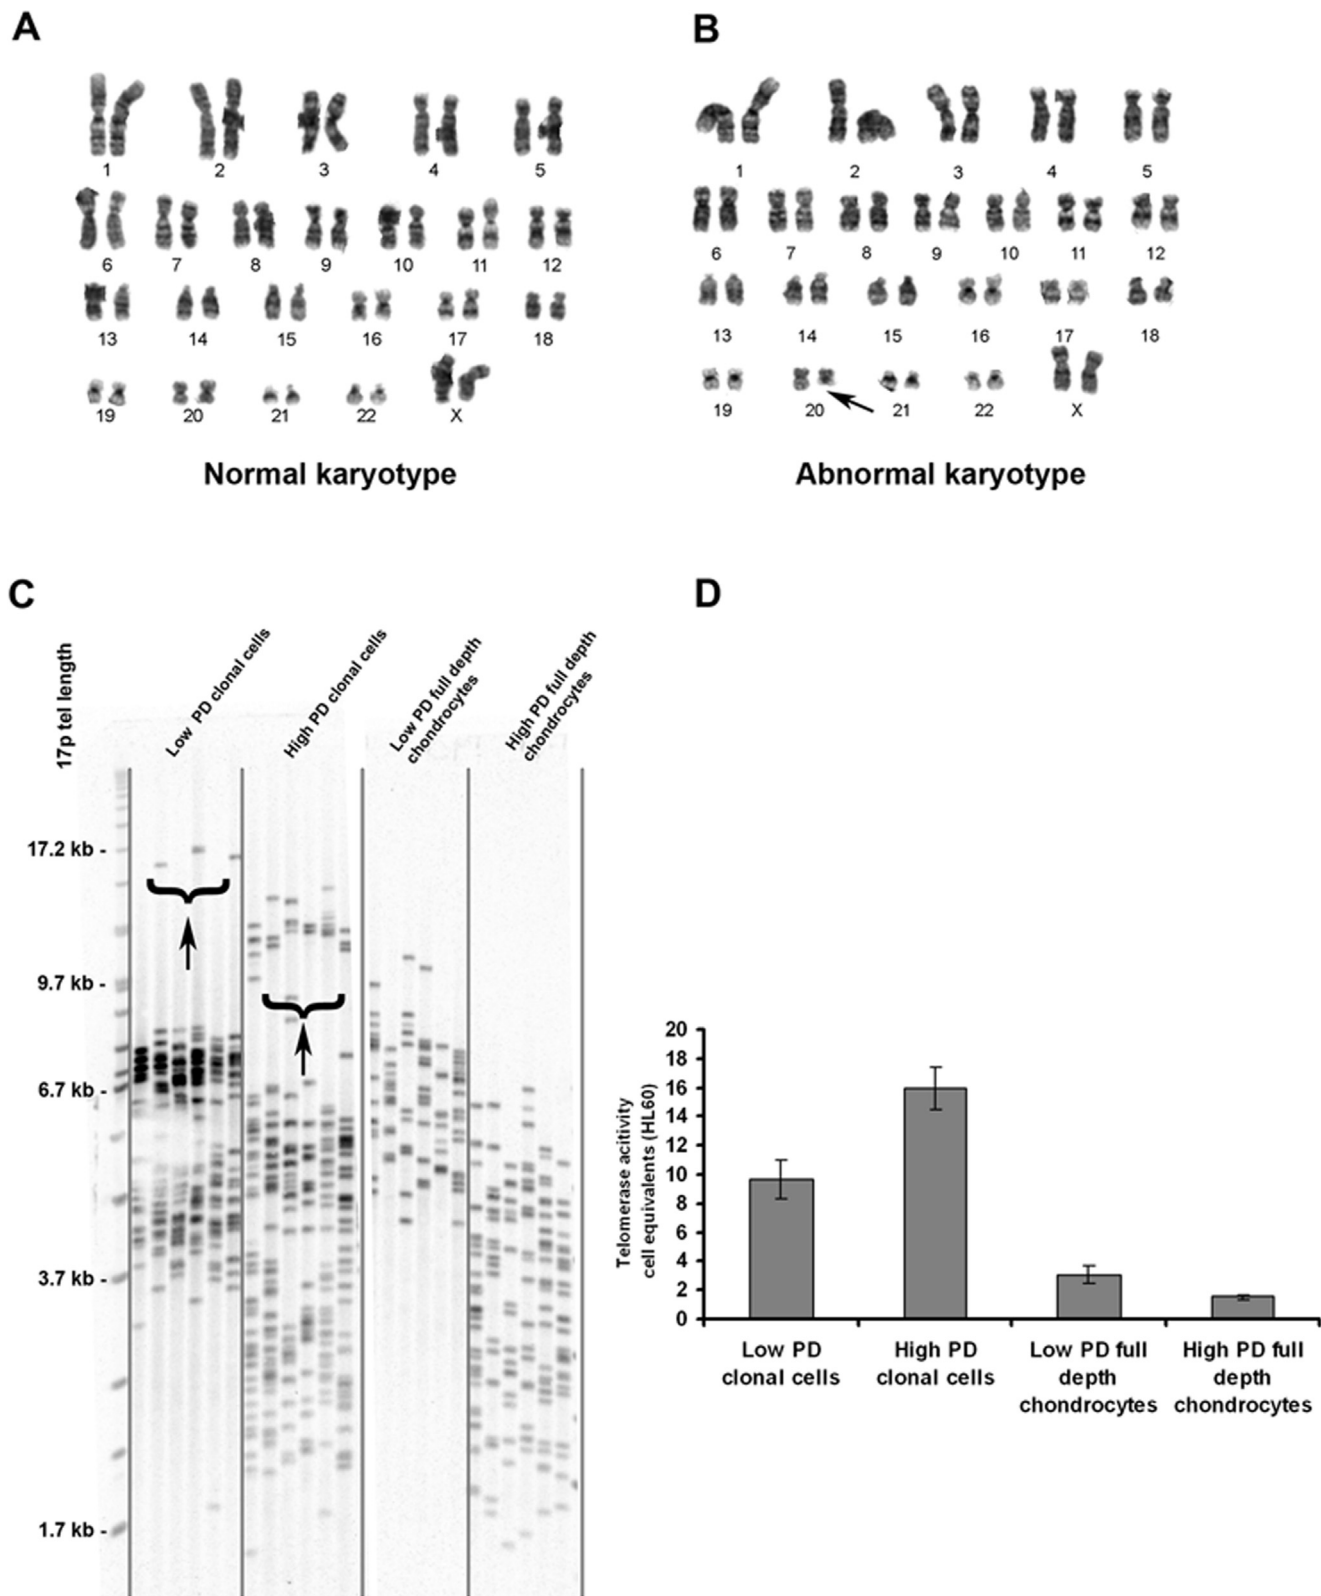 A
1 2 3 4 5
6 7 8 9 10 11 12
13 14 15 16 17 18
19 20 21 22 X
Normal karyotype
B
1 2 3 4 5
6 7 8 9 10 11 12
13 14 15 16 17 18
19 20 21 22 X
Abnormal karyotype
C
17p tel length
Low PD clonal cells
High PD clonal cells
Low PD full depth
chondrocytes
High PD full depth
chondrocytes
17.2 kb -
9.7 kb -
6.7 kb -
3.7 kb -
1.7 kb -
D
Telomerase acitivity
cell equivalents (HL60)
20
18
16
14
12
10
8
6
4
2
0
Low PD
clonal cells
High PD
clonal cells
Low PD full
depth
chondrocytes
High PD full
depth
chondrocytes